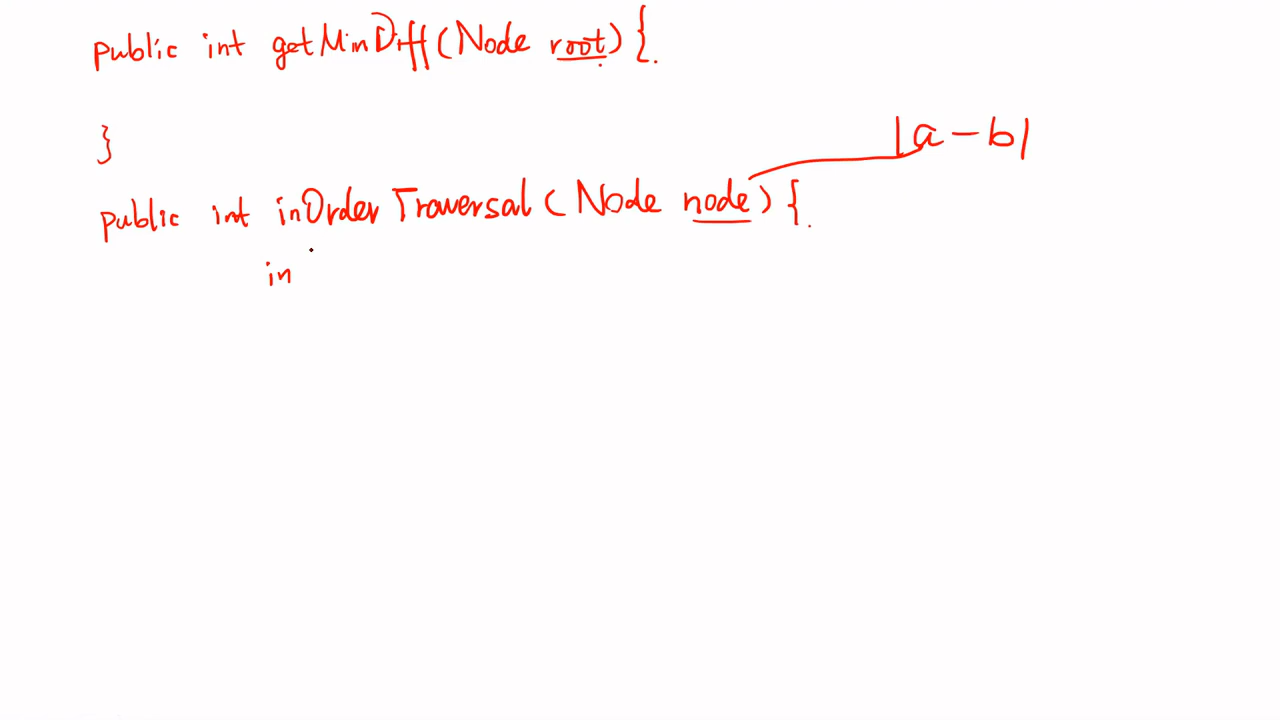 public int getMinDiff(Node root) {
}
|a-b|
public int inOrderTraversal(Node node) {
in